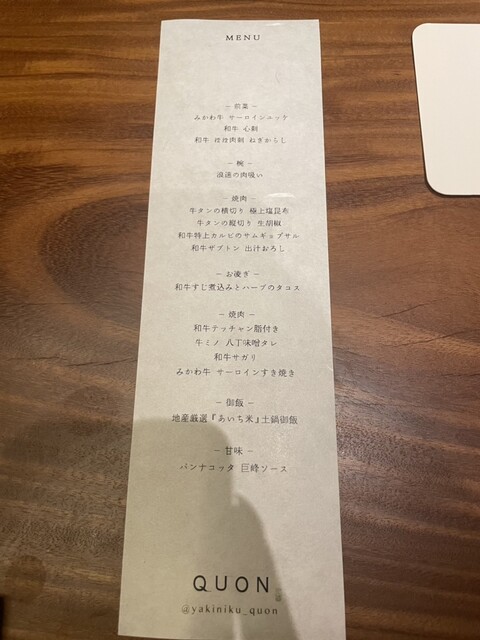 MENU
– 前菜 –
みかわ牛 サーロインユッケ
和牛 心刺
和牛 肉刺 ねぎからし
– 椀 –
浪速の肉吸い
– 焼肉 –
牛タンの横切り 極上塩昆布
牛タンの縦切り 生胡椒
和牛特上カルビのサムギョプサル
和牛ザブトン 出汁おろし
– お凌ぎ –
和牛すじ煮込みとハーブのタコス
– 焼肉 –
和牛テッチャン脂付き
牛ミノ 八丁味噌タレ
和牛サガリ
みかわ牛 サーロインすき焼き
– 御飯 –
地産厳選『あいち米』土鍋御飯
– 甘味 –
パンナコッタ 巨峰ソース
QUON
@yakiniku_quon